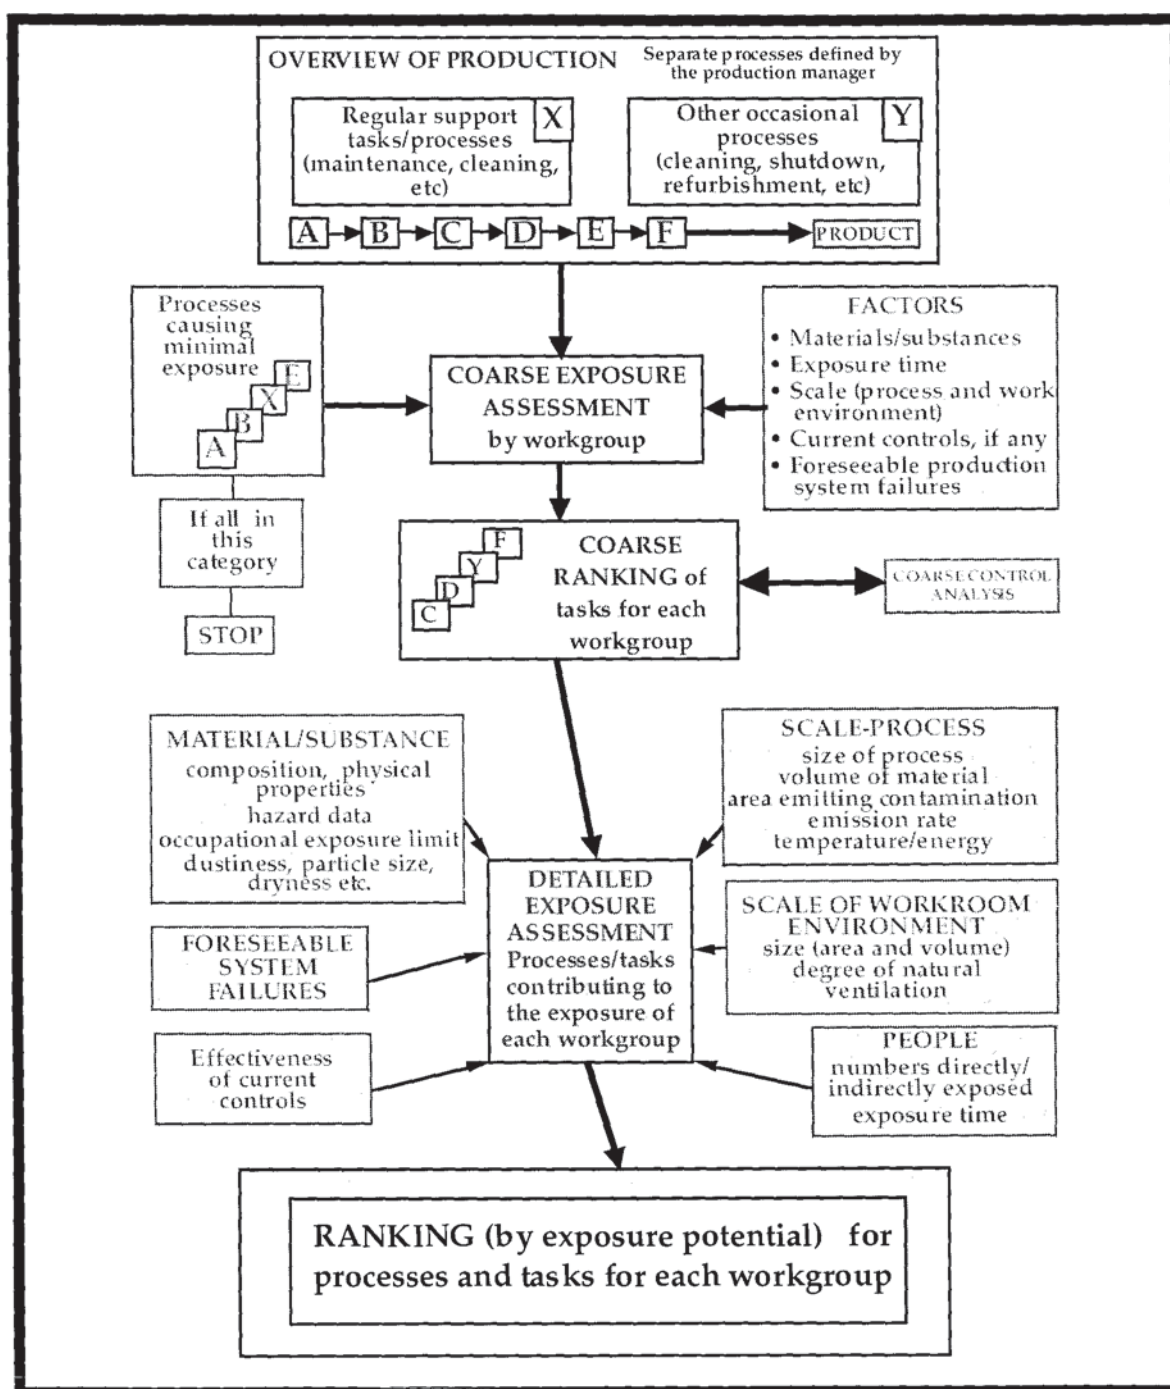 OVERVIEW OF PRODUCTION
Separate processes defined by
the production manager
Regular support
tasks/processes
(maintenance, cleaning,
etc)
X
Other occasional
processes
(cleaning, shutdown,
refurbishment, etc)
Y
A B C D E F PRODUCT
Processes
causing
minimal
exposure
E
X
B
A
If all in
this
category
STOP
COARSE EXPOSURE
ASSESSMENT
by workgroup
FACTORS
• Materials/substances
• Exposure time
• Scale (process and work
environment)
• Current controls, if any
• Foreseeable production
system failures
F
Y
D
C
COARSE
RANKING of
tasks for each
workgroup
COARSE CONTROL
ANALYSIS
MATERIAL/SUBSTANCE
composition, physical
properties
hazard data
occupational exposure limit
dustiness, particle size,
dryness etc.
SCALE-PROCESS
size of process
volume of material
area emitting contamination
emission rate
temperature/energy
FORESEEABLE
SYSTEM
FAILURES
DETAILED
EXPOSURE
ASSESSMENT
Processes/tasks
contributing to
the exposure of
each workgroup
SCALE OF WORKROOM
ENVIRONMENT
size (area and volume)
degree of natural
ventilation
Effectiveness
of current
controls
PEOPLE
numbers directly/
indirectly exposed
exposure time
RANKING (by exposure potential) for
processes and tasks for each workgroup